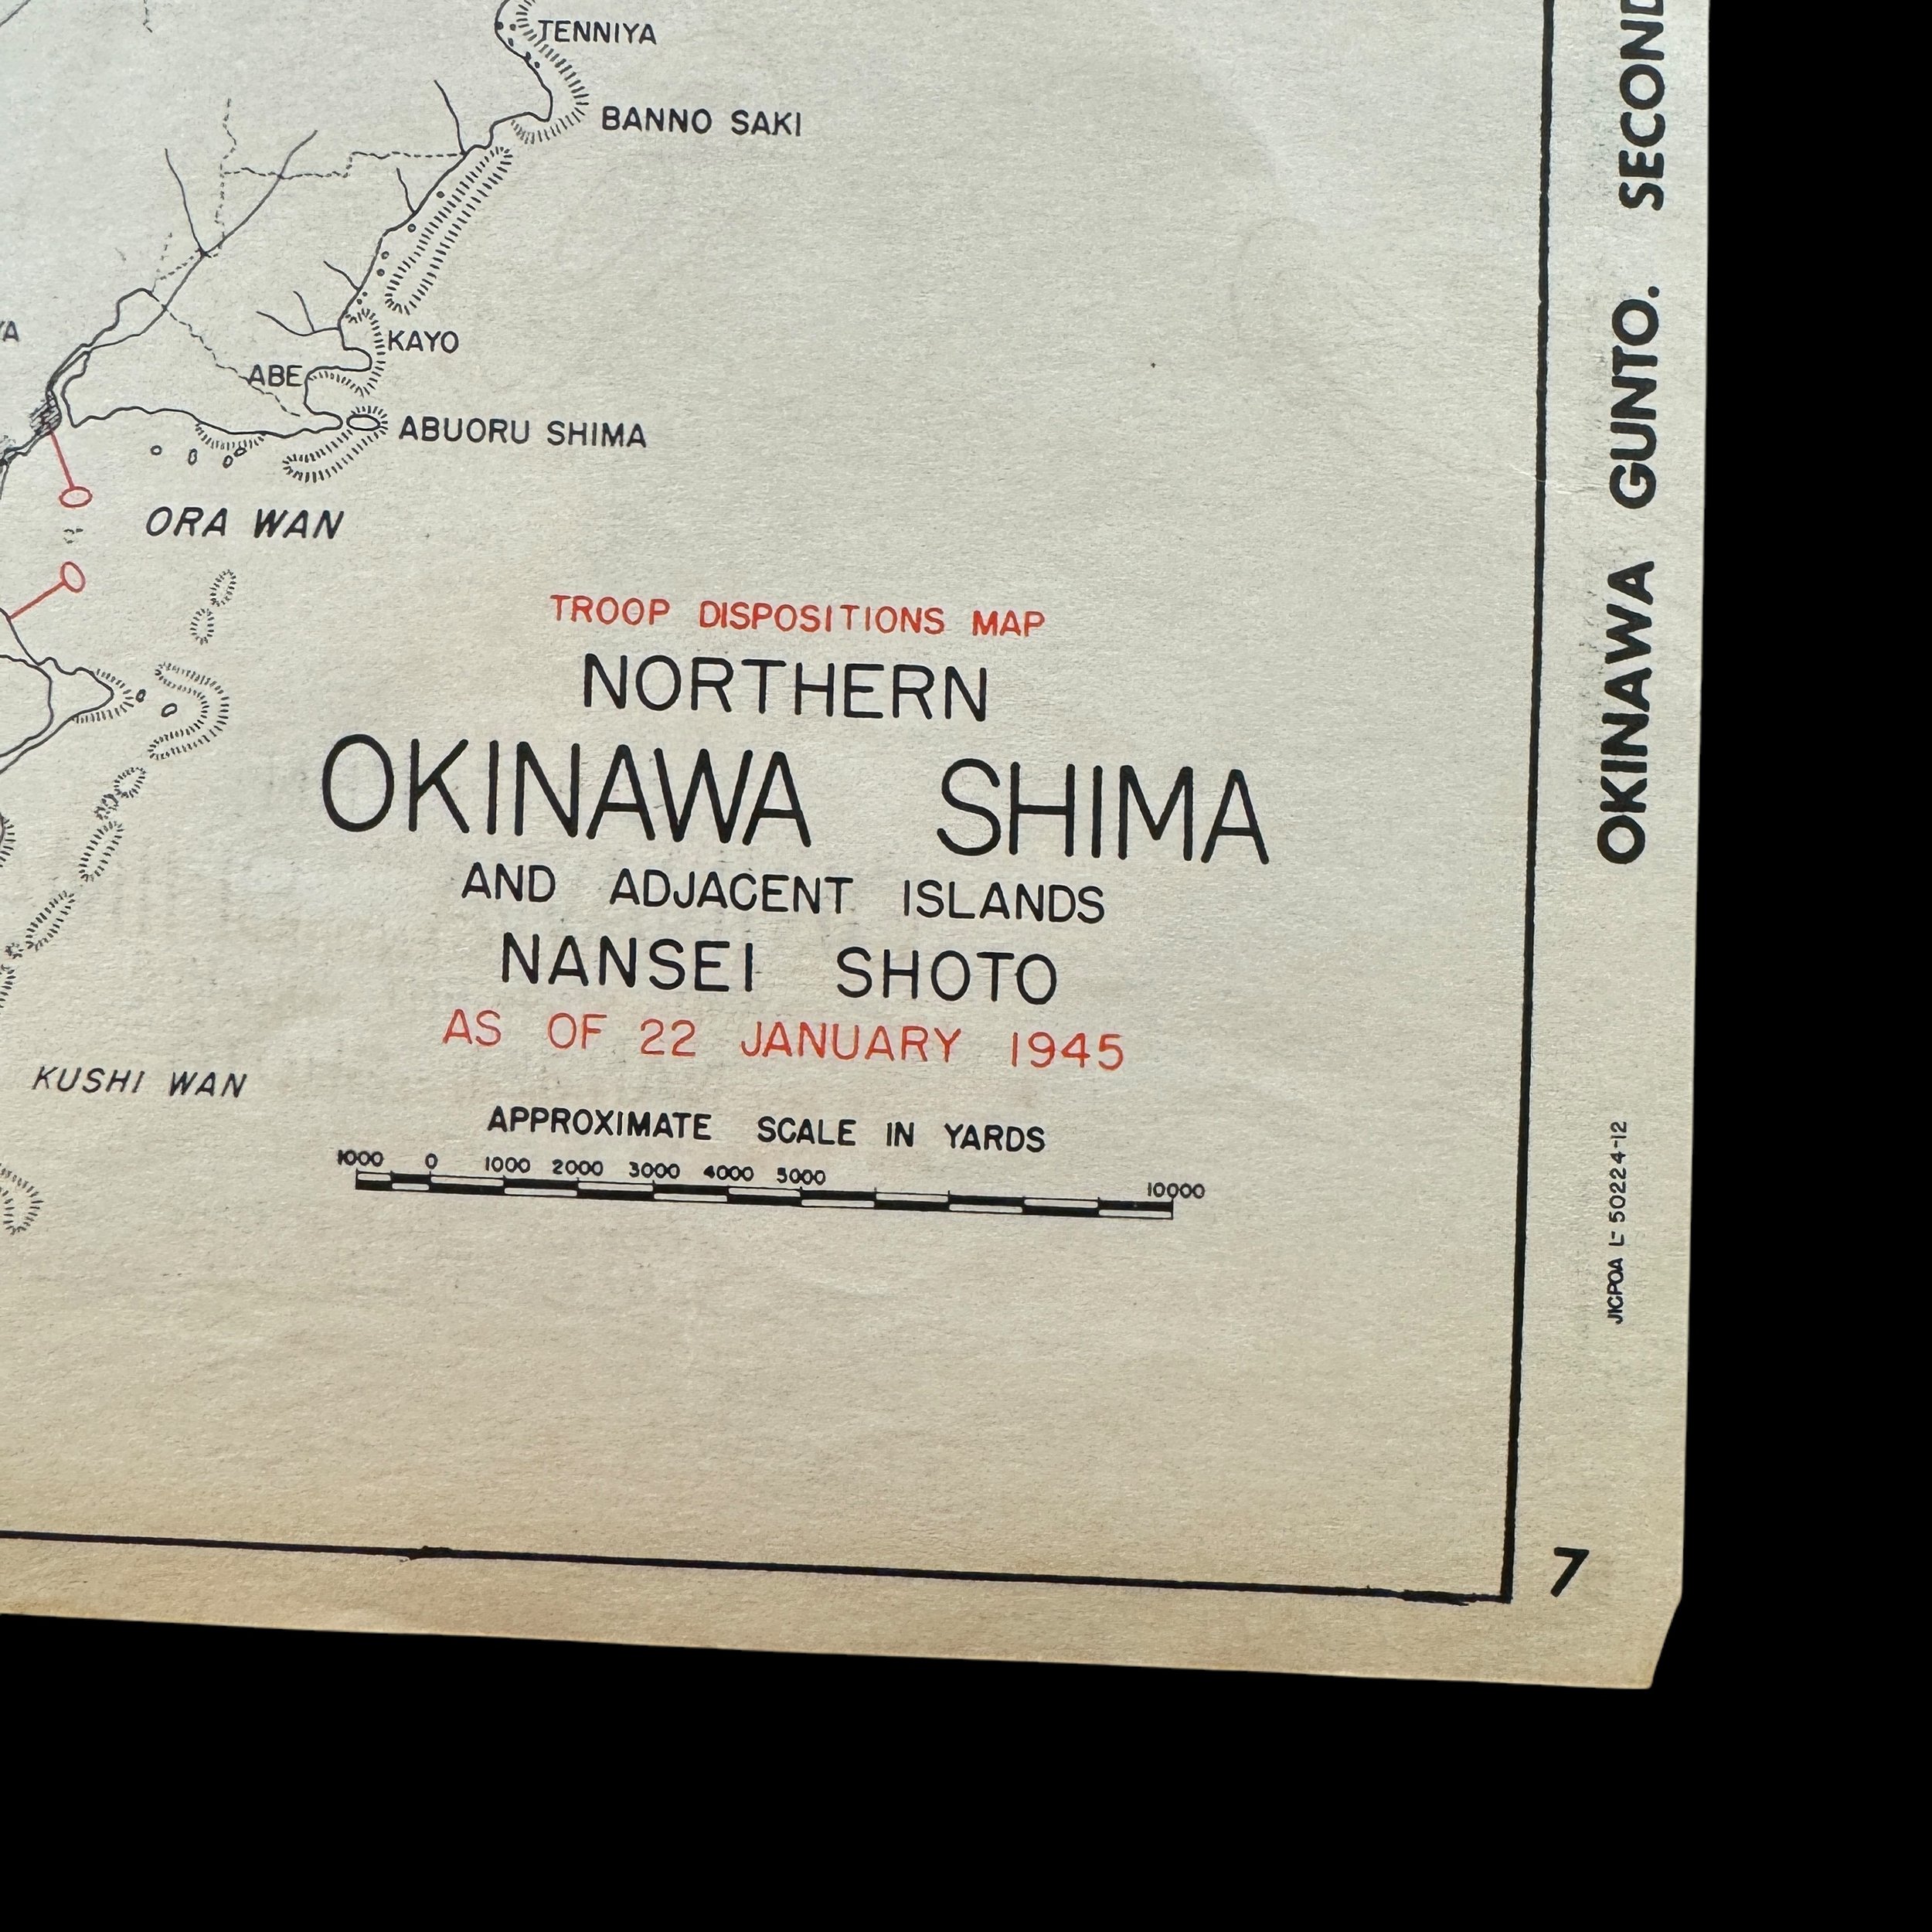 TENNIYA
BANNO SAKI
KAYO
ABE
ABUORU SHIMA
ORA WAN
TROOP DISPOSITIONS MAP
NORTHERN
OKINAWA SHIMA
AND ADJACENT ISLANDS
NANSEI SHOTO
AS OF 22 JANUARY 1945
KUSHI WAN
APPROXIMATE SCALE IN YARDS
1000 0 1000 2000 3000 4000 5000 10000
OKINAWA GUNTO. SECOND
JICPOA L-50224-12
7